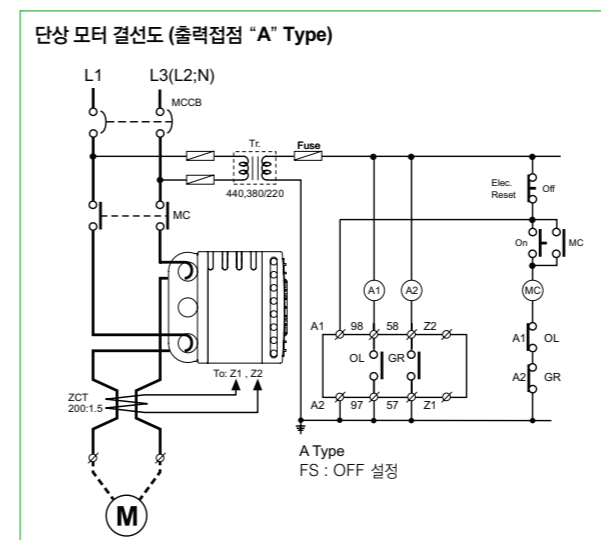 단상 모터 결선도 (출력접점 “A” Type)
L1 L3(L2;N)
MCCB
Tr. Fuse
440,380/220
Elec. Reset Off
MC
On MC
A1 A2 MC
A1 98 58 Z2
A1 OL
OL GR
A2 GR
A2 97 57 Z1
To: Z1 , Z2
ZCT
200:1.5
A Type
FS : OFF 설정
M